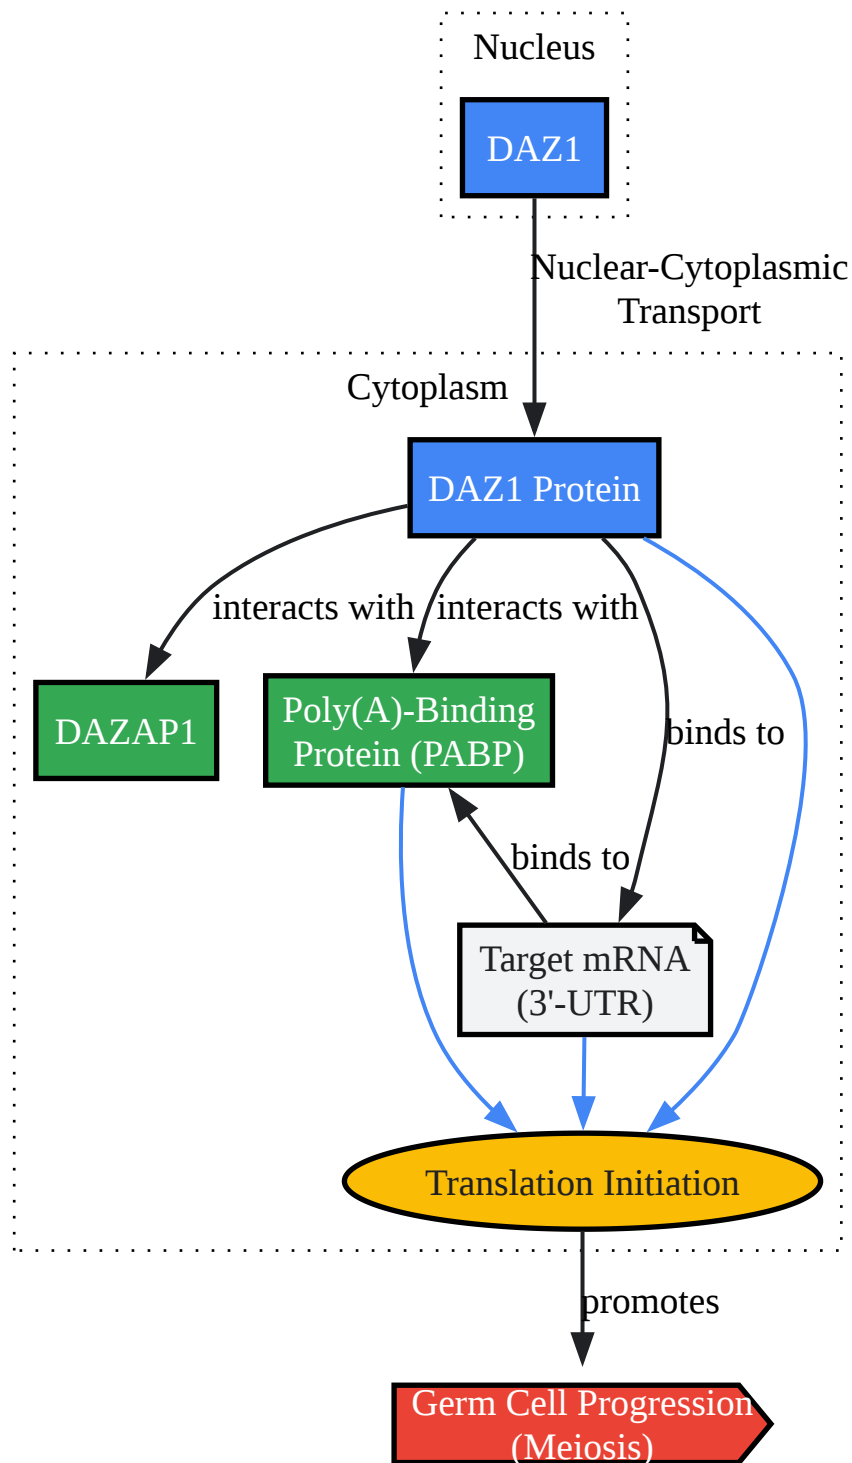 Nucleus
DAZ1
Nuclear-Cytoplasmic
Transport
Cytoplasm
DAZ1 Protein
interacts with
interacts with
DAZAP1
Poly(A)-Binding
Protein (PABP)
binds to
binds to
Target mRNA
(3'-UTR)
Translation Initiation
promotes
Germ Cell Progression
(Meiosis)